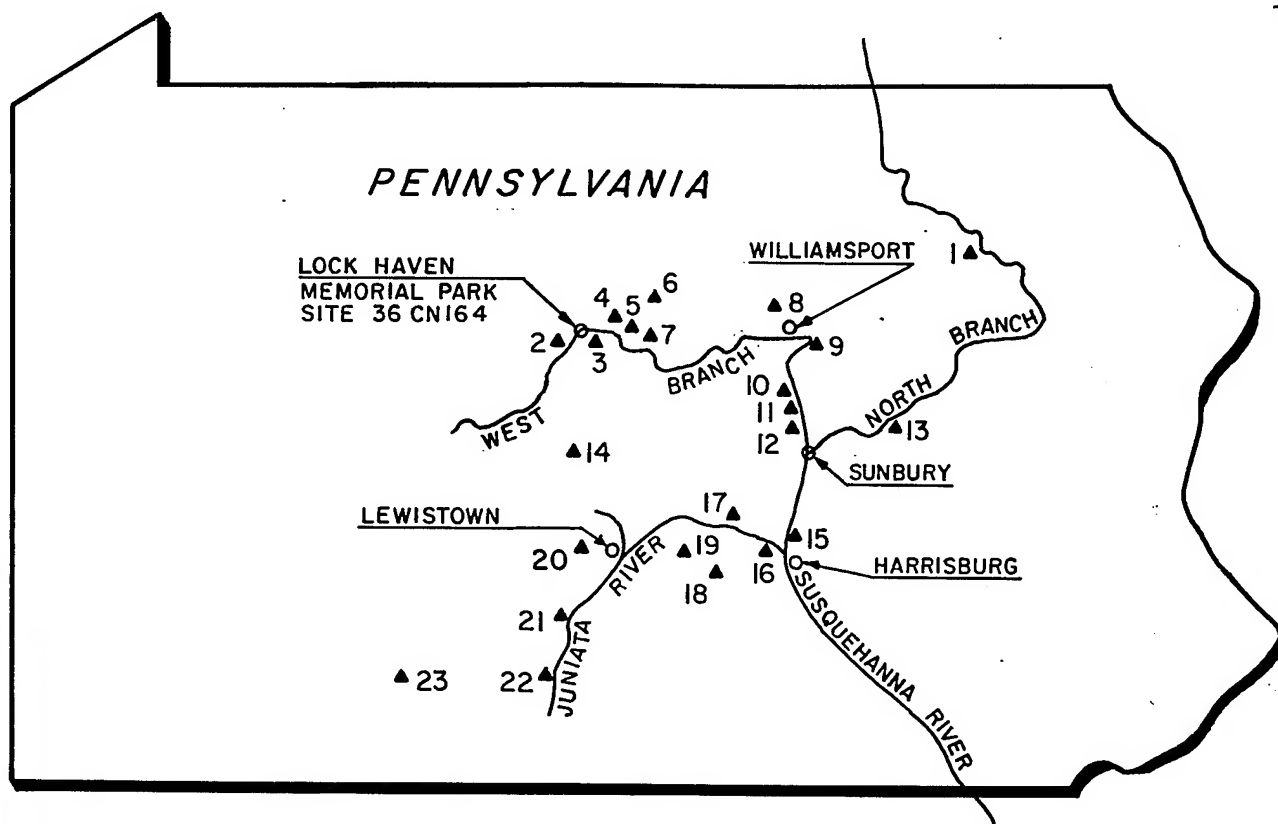 PENNSYLVANIA
LOCK HAVEN
MEMORIAL PARK
SITE 36 CN164
WILLIAMSPORT
1
6
4
5
8
2
3
7
9
WEST
BRANCH
NORTH
BRANCH
10
11
12
13
14
SUNBURY
LEWISTOWN
17
15
20
19
16
18
HARRISBURG
JUNIATA
RIVER
21
22
23
SUSQUEHANNA RIVER